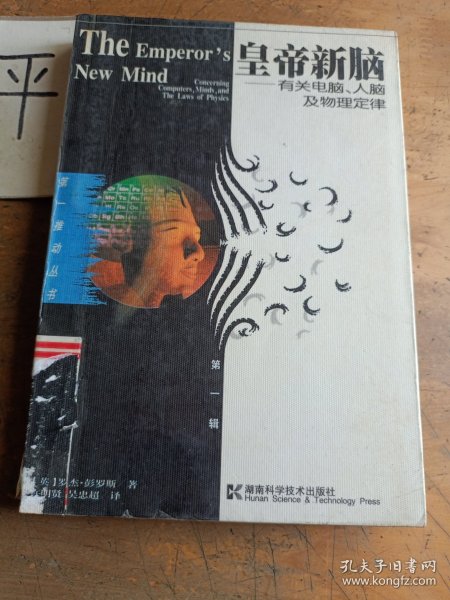 平
The Emperor's
New Mind
Concerning
Computers, Minds, and
The Laws of Physics
皇帝新脑
——有关电脑、人脑
及物理定律
第一推动丛书
第一辑
英]罗杰·彭罗斯 著
明贤 吴忠超 译
湖南科学技术出版社
Hunan Science & Technology Press
孔夫子旧书网
www.kongfz.com